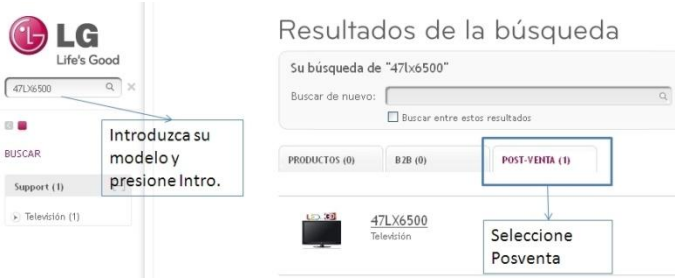 LG
Life's Good
47LX6500
BUSCAR
Support (1)
Televisión (1)
Introduzca su
modelo y
presione Intro.
Resultados de la búsqueda
Su búsqueda de "47lx6500"
Buscar de nuevo:
Buscar entre estos resultados
PRODUCTOS (0)
B2B (0)
POST-VENTA (1)
47LX6500
Televisión
Seleccione
Posventa